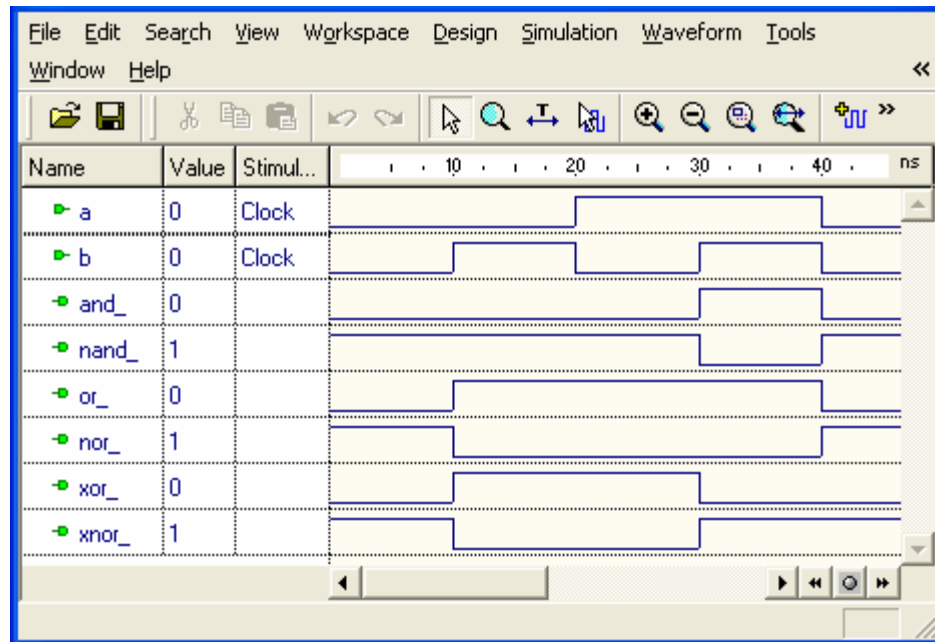 File Edit Search View Workspace Design Simulation Waveform Tools
Window Help
Name Value Stimul... 10 20 30 40 ns
a 0 Clock
b 0 Clock
and_ 0
nand_ 1
or_ 0
nor_ 1
xor_ 0
xnor_ 1